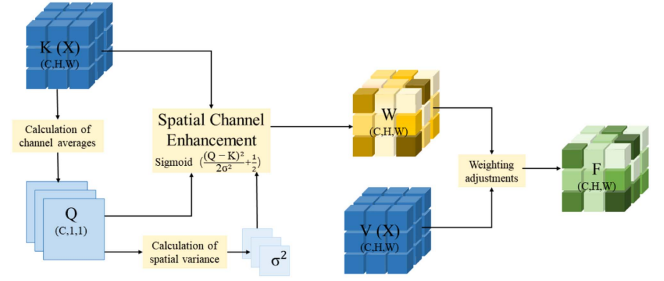 K (X)
(C,H,W)
Calculation of
channel averages
Q
(C,1,1)
Calculation of
spatial variance
σ²
Spatial Channel
Enhancement
Sigmoid ((Q − K)²/2σ² + 1/2)
W
(C,H,W)
V (X)
(C,H,W)
Weighting
adjustments
F
(C,H,W)